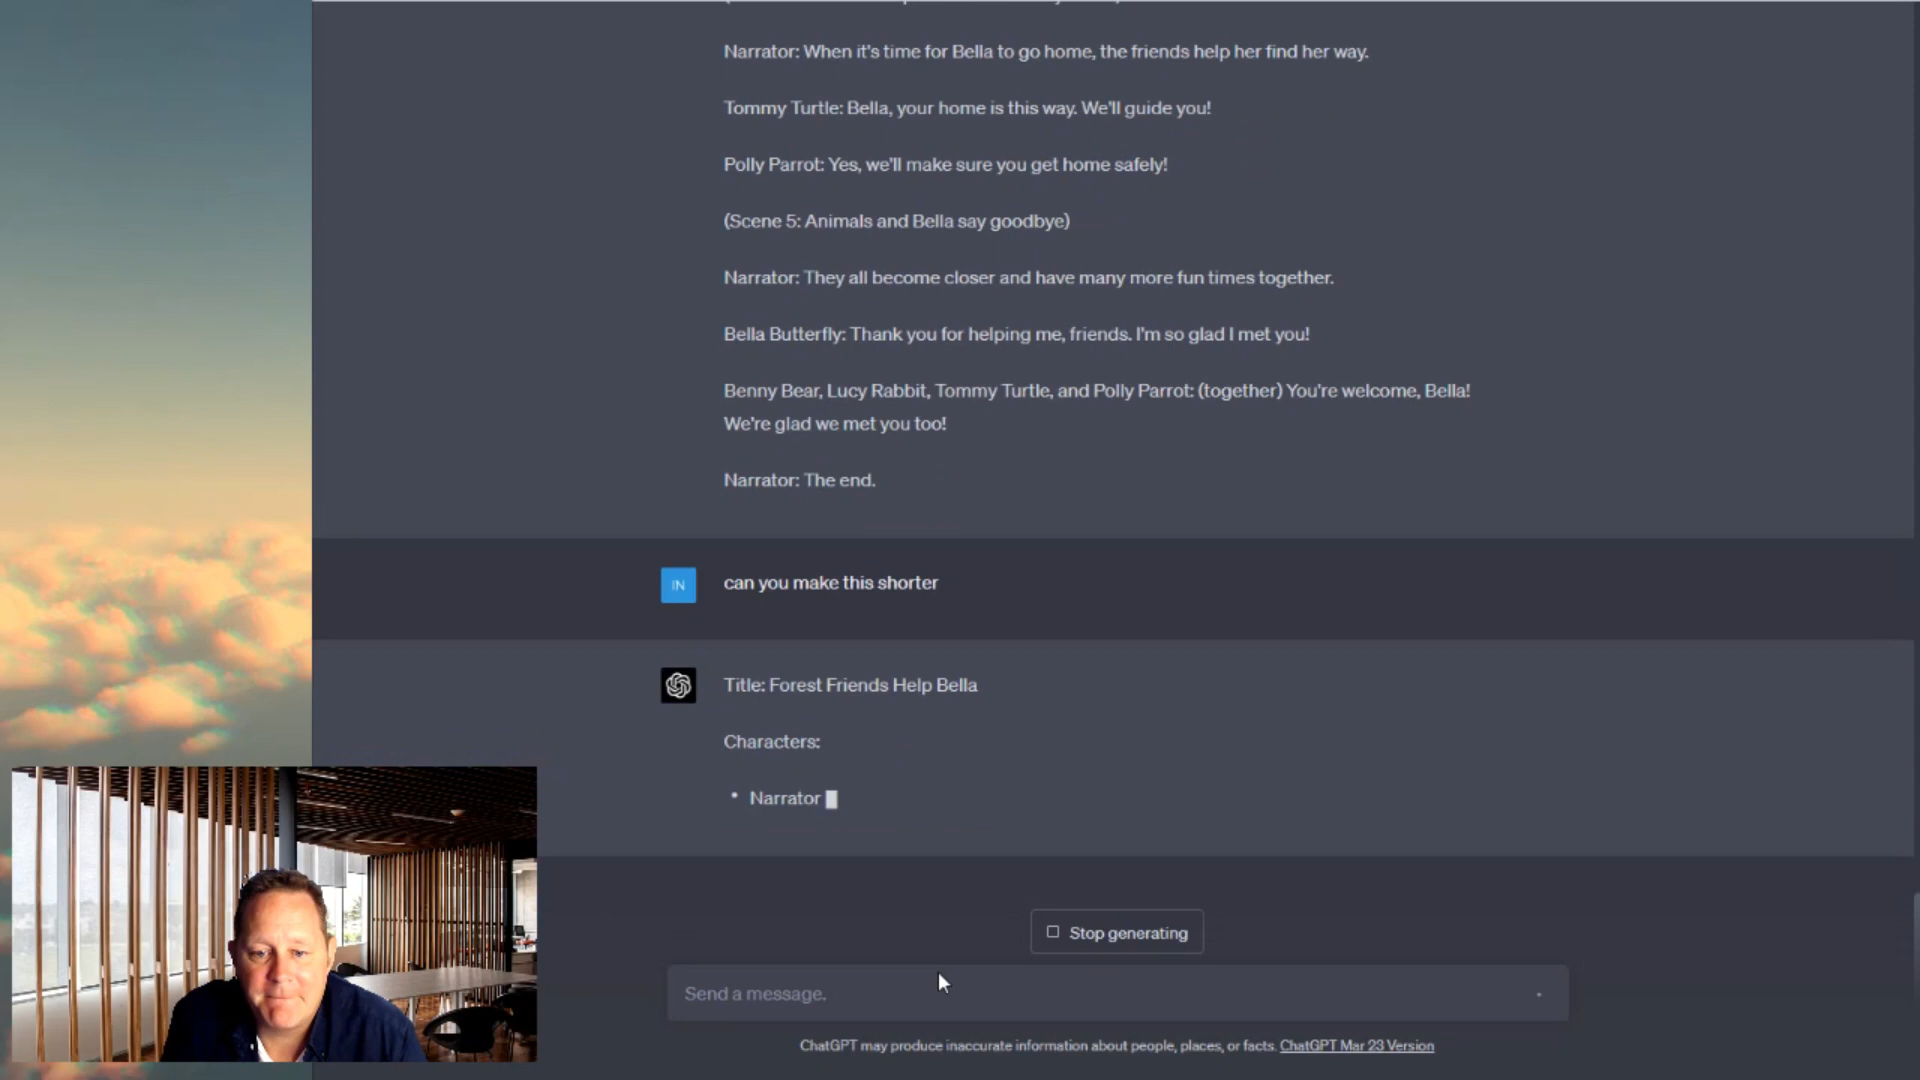 Narrator: When it's time for Bella to go home, the friends help her find her way.
Tommy Turtle: Bella, your home is this way. We'll guide you!
Polly Parrot: Yes, we'll make sure you get home safely!
(Scene 5: Animals and Bella say goodbye)
Narrator: They all become closer and have many more fun times together.
Bella Butterfly: Thank you for helping me, friends. I'm so glad I met you!
Benny Bear, Lucy Rabbit, Tommy Turtle, and Polly Parrot: (together) You're welcome, Bella!
We're glad we met you too!
Narrator: The end.
IN can you make this shorter
Title: Forest Friends Help Bella
Characters:
• Narrator
Stop generating
Send a message.
ChatGPT may produce inaccurate information about people, places, or facts. ChatGPT Mar 23 Version